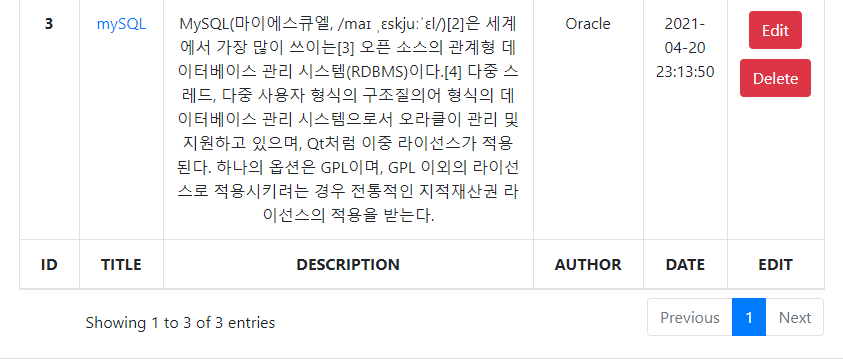 3 mySQL MySQL(마이에스큐엘, /maɪ ˌɛskjuːˈɛl/)[2]은 세계 Oracle 2021- Edit
에서 가장 많이 쓰이는[3] 오픈 소스의 관계형 데 04-20
이터베이스 관리 시스템(RDBMS)이다.[4] 다중 스 23:13:50 Delete
레드, 다중 사용자 형식의 구조질의어 형식의 데
이터베이스 관리 시스템으로서 오라클이 관리 및
지원하고 있으며, Qt처럼 이중 라이선스가 적용
된다. 하나의 옵션은 GPL이며, GPL 이외의 라이선
스로 적용시키려는 경우 전통적인 지적재산권 라
이선스의 적용을 받는다.
ID TITLE DESCRIPTION AUTHOR DATE EDIT
Showing 1 to 3 of 3 entries Previous 1 Next